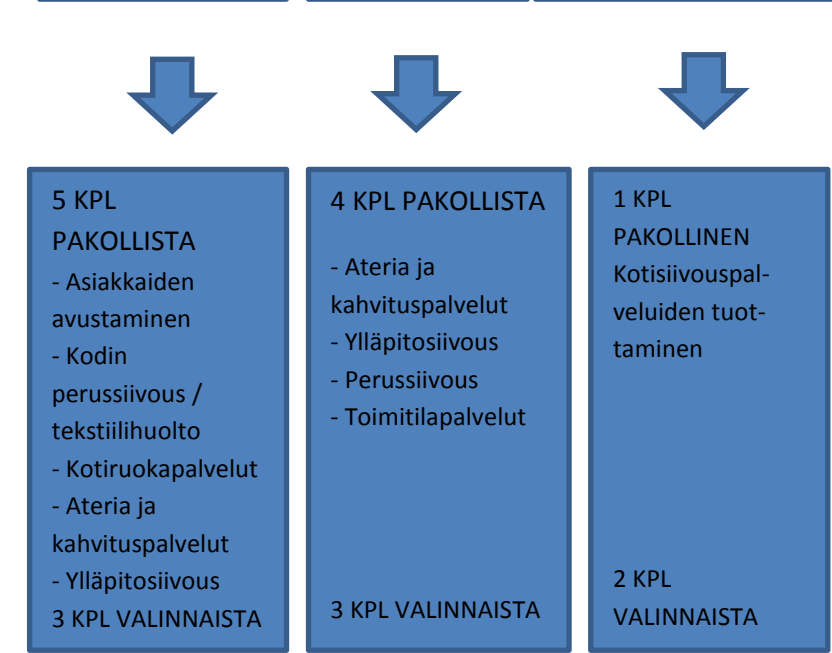 5 KPL
PAKOLLISTA
- Asiakkaiden
avustaminen
- Kodin
perussiivous /
tekstiilihuolto
- Kotiruokapalvelut
- Ateria ja
kahvituspalvelut
- Ylläpitosiivous
3 KPL VALINNAISTA
4 KPL PAKOLLISTA
- Ateria ja
kahvituspalvelut
- Ylläpitosiivous
- Perussiivous
- Toimitilapalvelut
3 KPL VALINNAISTA
1 KPL
PAKOLLINEN
Kotisiivouspal-
veluiden tuot-
taminen
2 KPL
VALINNAISTA